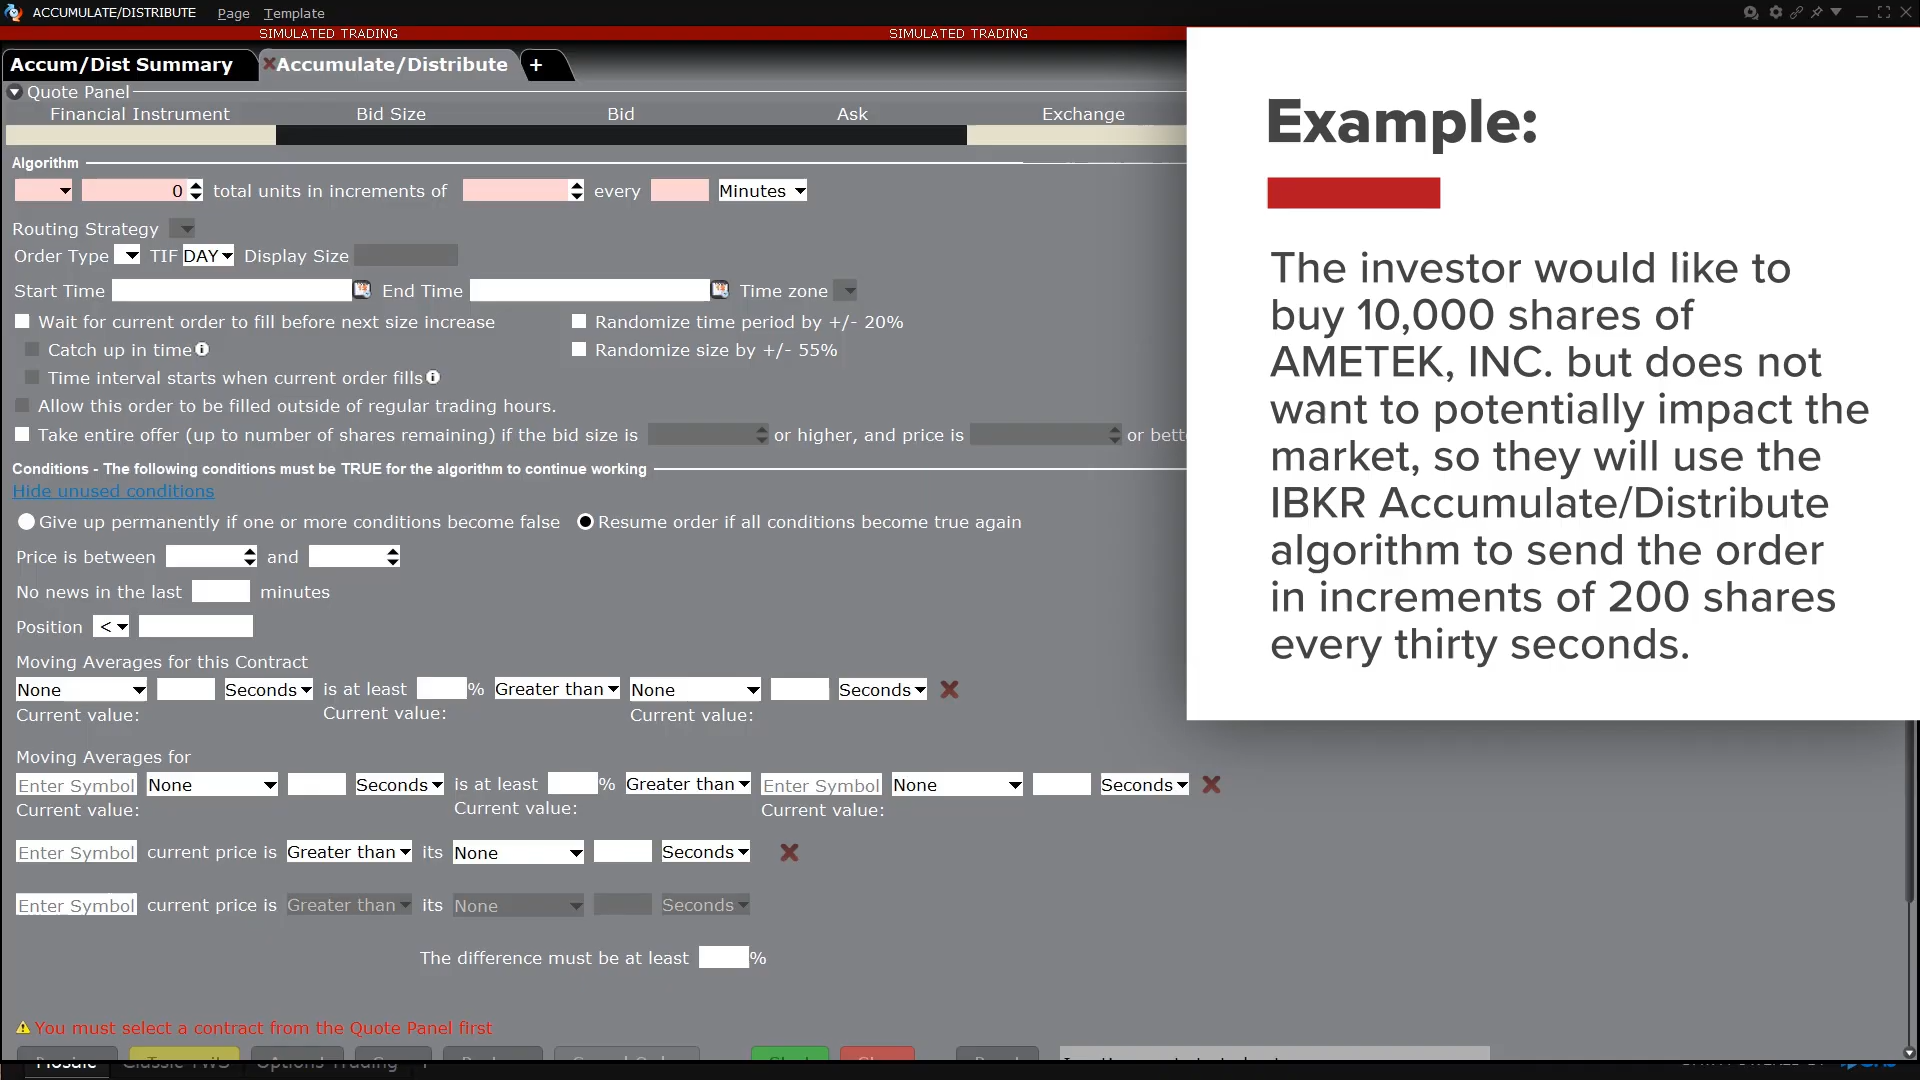 ACCUMULATE/DISTRIBUTE Page Template
SIMULATED TRADING SIMULATED TRADING
Accum/Dist Summary Accumulate/Distribute +
Quote Panel
Financial Instrument Bid Size Bid Ask Exchange
Algorithm
0 total units in increments of every Minutes
Routing Strategy
Order Type TIF DAY Display Size
Start Time End Time Time zone
Wait for current order to fill before next size increase Randomize time period by +/- 20%
Catch up in time Randomize size by +/- 55%
Time interval starts when current order fills
Allow this order to be filled outside of regular trading hours.
Take entire offer (up to number of shares remaining) if the bid size is or higher, and price is or
Conditions - The following conditions must be TRUE for the algorithm to continue working
Hide unused conditions
Give up permanently if one or more conditions become false Resume order if all conditions become true again
Price is between and
No news in the last minutes
Position <
Moving Averages for this Contract
None Seconds is at least % Greater than None Seconds
Current value: Current value: Current value:
Moving Averages for
Enter Symbol None Seconds is at least % Greater than Enter Symbol None Seconds
Current value: Current value: Current value:
Enter Symbol current price is Greater than its None Seconds
Enter Symbol current price is Greater than its None Seconds
The difference must be at least %
You must select a contract from the Quote Panel first
Example:
The investor would like to
buy 10,000 shares of
AMETEK, INC. but does not
want to potentially impact the
market, so they will use the
IBKR Accumulate/Distribute
algorithm to send the order
in increments of 200 shares
every thirty seconds.